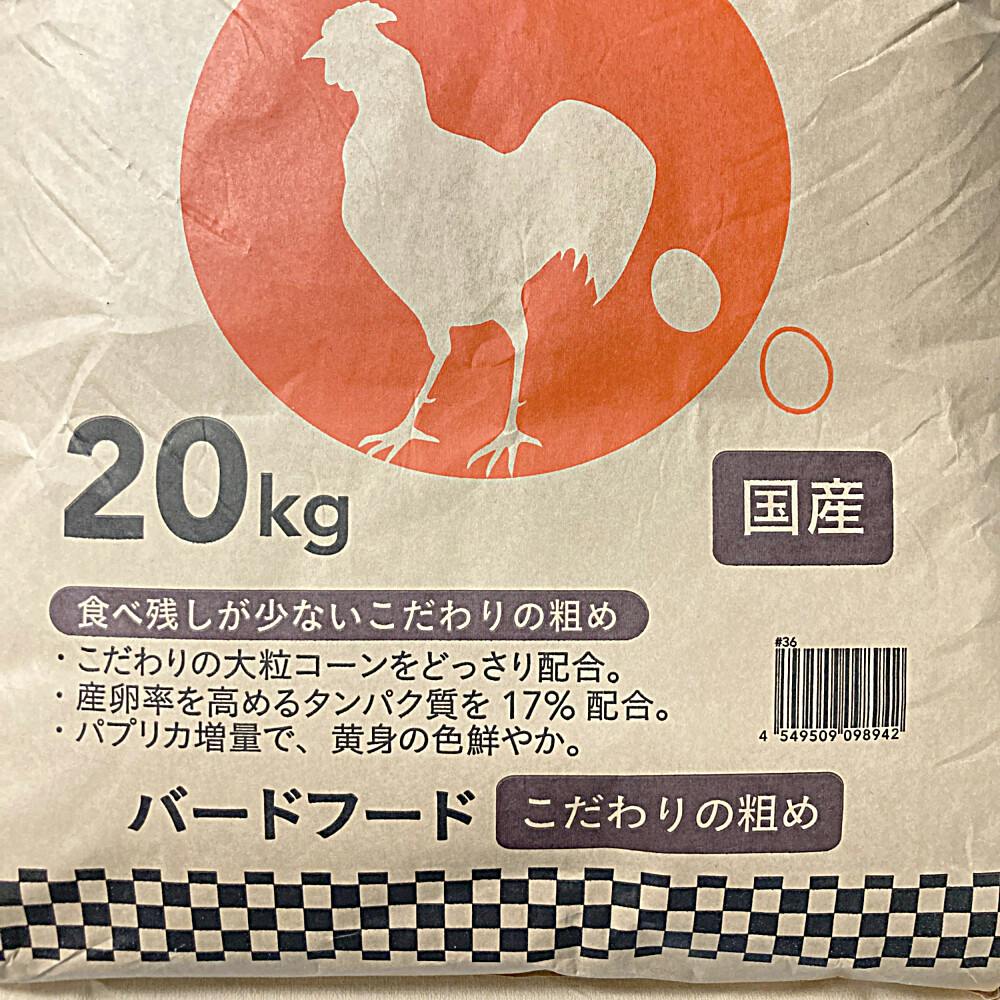 20kg
国産
食べ残しが少ないこだわりの粗め
・こだわりの大粒コーンをどっさり配合。
・産卵率を高めるタンパク質を 17% 配合。
・パプリカ増量で、黄身の色鮮やか。
#36
4 549509 098942
バードフード こだわりの粗め